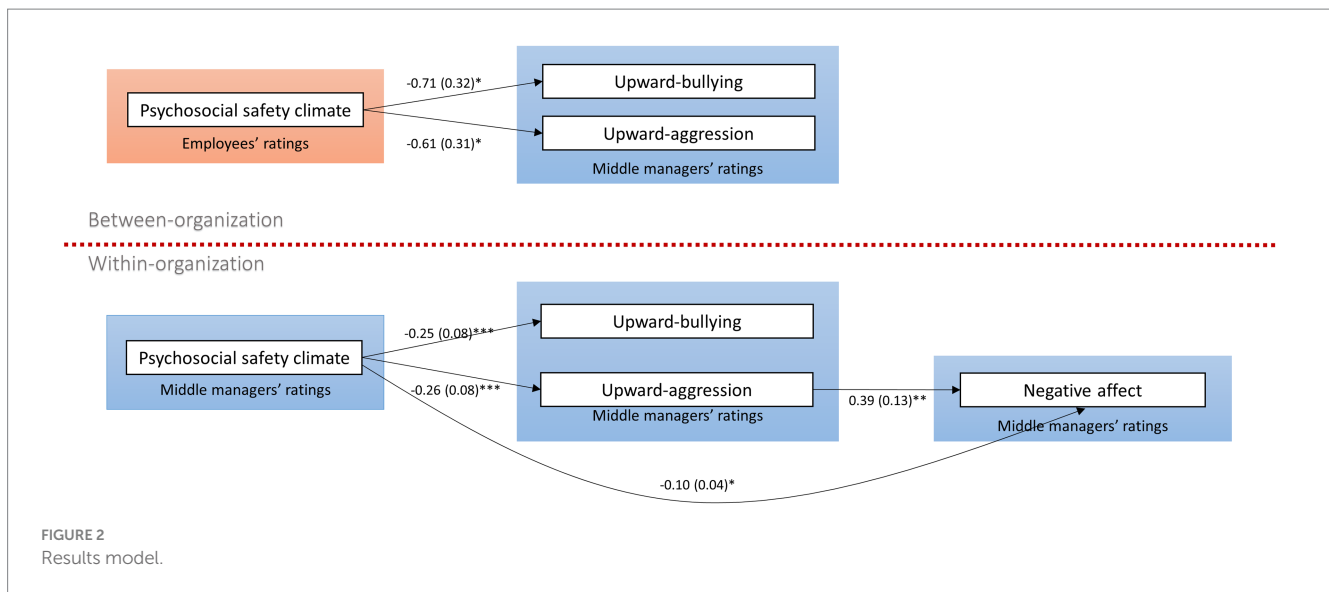 -0.71 (0.32)*
Upward-bullying
Psychosocial safety climate
Employees’ ratings
-0.61 (0.31)*
Upward-aggression
Middle managers’ ratings
Between-organization
Within-organization
Upward-bullying
-0.25 (0.08)***
Psychosocial safety climate
Middle managers’ ratings
-0.26 (0.08)***
Upward-aggression
Middle managers’ ratings
0.39 (0.13)**
Negative affect
Middle managers’ ratings
-0.10 (0.04)*
FIGURE 2
Results model.